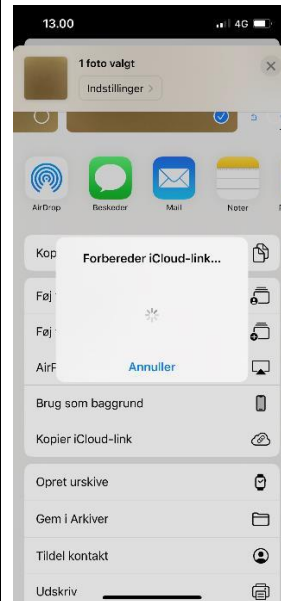 13.00
4G
1 foto valgt
Indstillinger
AirDrop
Beskeder
Mail
Noter
Kop
Forbereder iCloud-link...
Føj
Føj
AirP
Annuller
Brug som baggrund
Kopier iCloud-link
Opret urskive
Gem i Arkiver
Tildel kontakt
Udskriv